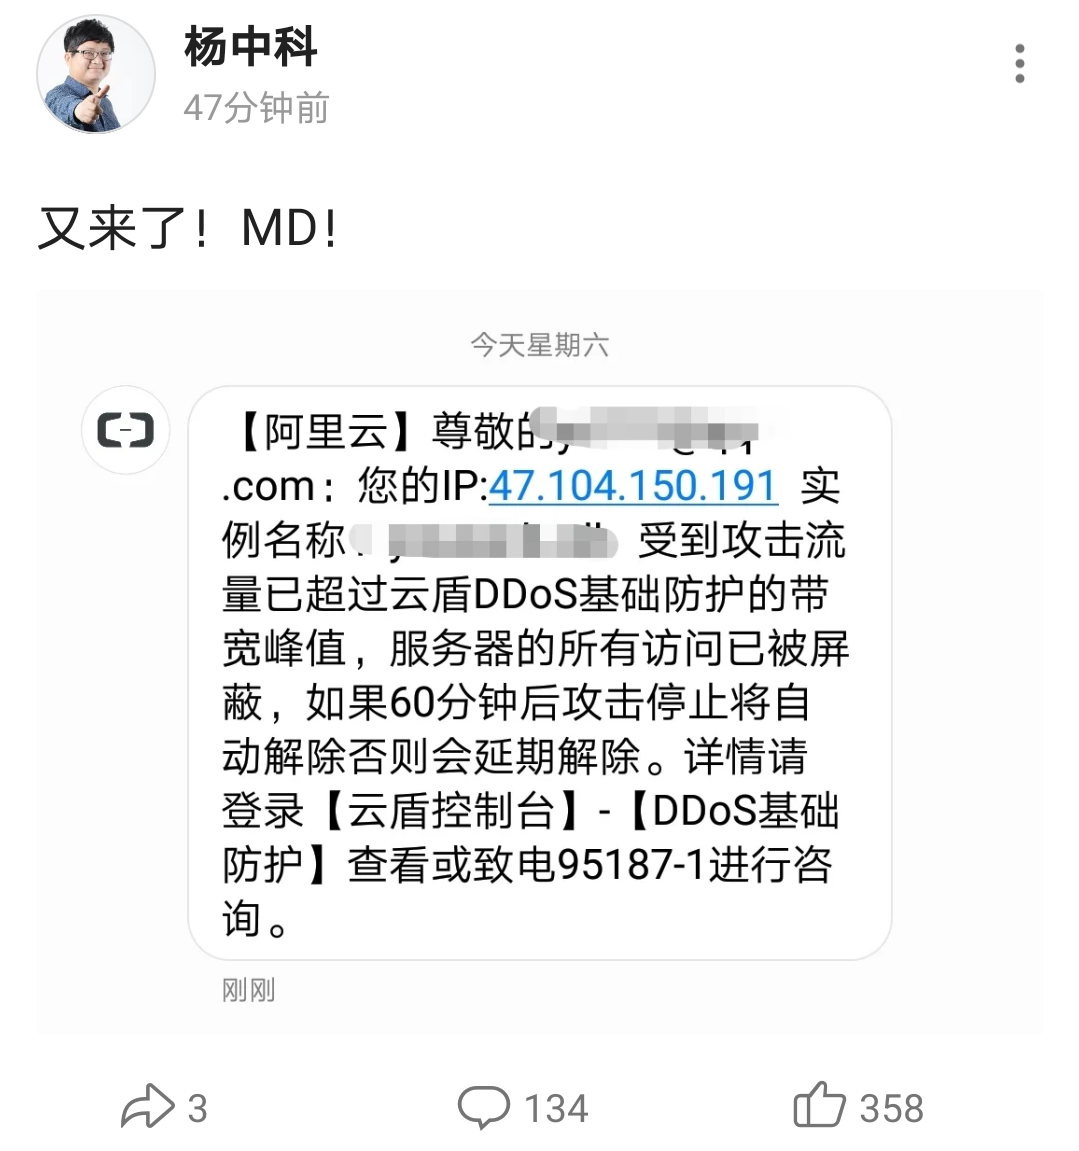 杨中科
47分钟前
又来了！MD！
今天星期六
【阿里云】尊敬的
.com：您的IP:47.104.150.191 实
例名称 受到攻击流
量已超过云盾DDoS基础防护的带
宽峰值，服务器的所有访问已被屏
蔽，如果60分钟后攻击停止将自
动解除否则会延期解除。详情请
登录【云盾控制台】-【DDoS基础
防护】查看或致电95187-1进行咨
询。
刚刚
3
134
358